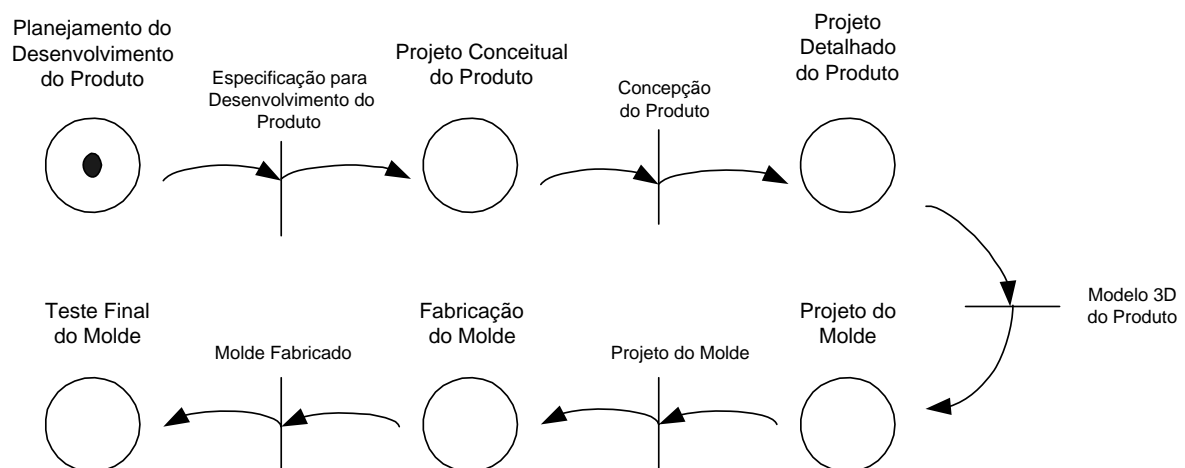 Planejamento do
Desenvolvimento
do Produto
Especificação para
Desenvolvimento do
Produto
Projeto Conceitual
do Produto
Concepção
do Produto
Projeto
Detalhado
do Produto
Modelo 3D
do Produto
Teste Final
do Molde
Molde Fabricado
Fabricação
do Molde
Projeto do Molde
Projeto do
Molde